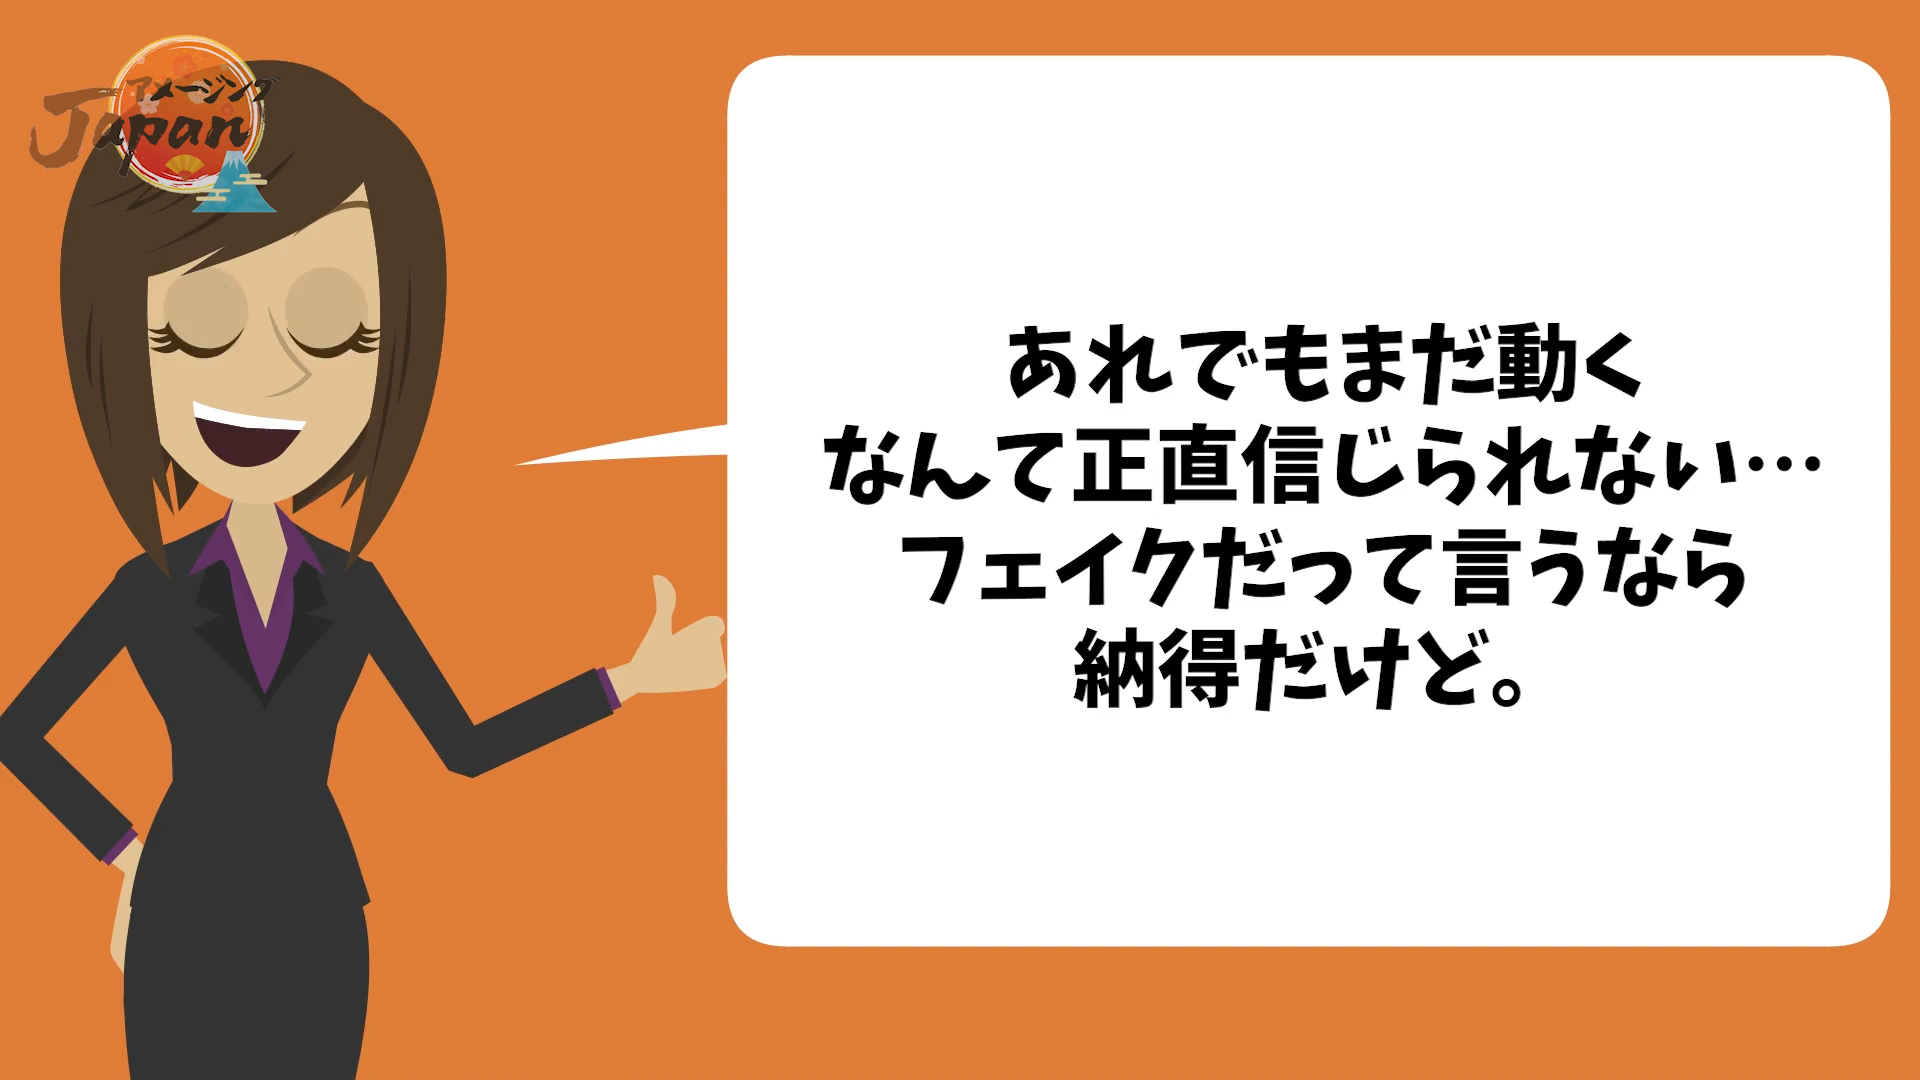 アメージング
Japan
あれでもまだ動く
なんて正直信じられない…
フェイクだって言うなら
納得だけど。